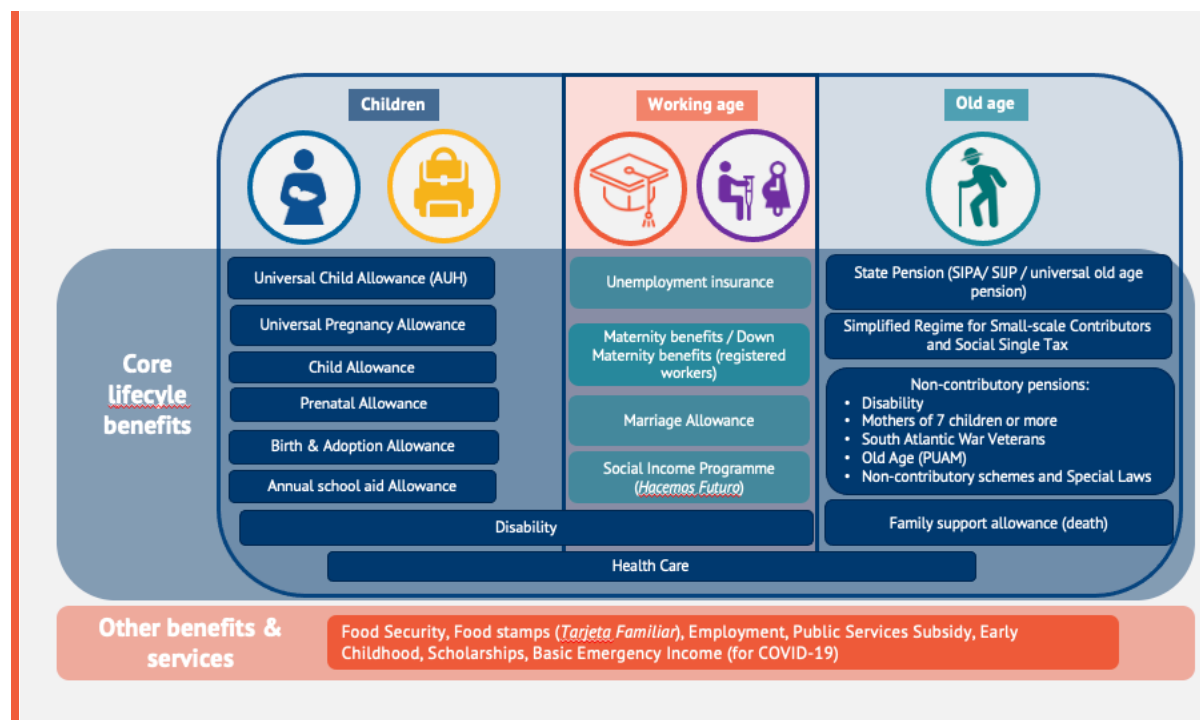 Children
Working age
Old age
Core
lifecyle
benefits
Universal Child Allowance (AUH)
Universal Pregnancy Allowance
Child Allowance
Prenatal Allowance
Birth & Adoption Allowance
Annual school aid Allowance
Unemployment insurance
Maternity benefits / Down
Maternity benefits (registered
workers)
Marriage Allowance
Social Income Programme
(Hacemos Futuro)
State Pension (SIPA/ SIJP / universal old age
pension)
Simplified Regime for Small-scale Contributors
and Social Single Tax
Non-contributory pensions:
• Disability
• Mothers of 7 children or more
• South Atlantic War Veterans
• Old Age (PUAM)
• Non-contributory schemes and Special Laws
Family support allowance (death)
Disability
Health Care
Other benefits &
services
Food Security, Food stamps (Tarjeta Familiar), Employment, Public Services Subsidy, Early
Childhood, Scholarships, Basic Emergency Income (for COVID-19)